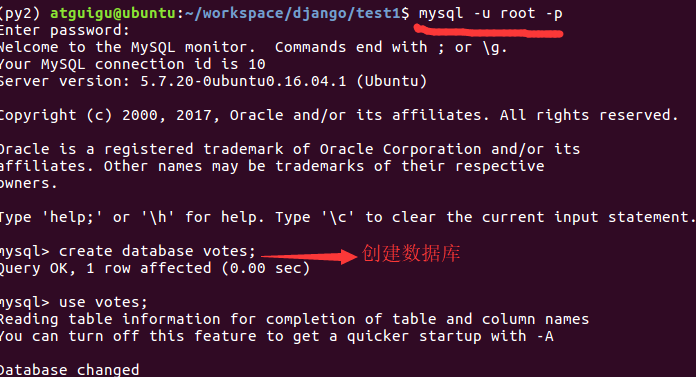 (py2) atguigu@ubuntu:~/workspace/django/test1$ mysql -u root -p
Enter password:
Welcome to the MySQL monitor.  Commands end with ; or \g.
Your MySQL connection id is 10
Server version: 5.7.20-0ubuntu0.16.04.1 (Ubuntu)
Copyright (c) 2000, 2017, Oracle and/or its affiliates. All rights reserved.
Oracle is a registered trademark of Oracle Corporation and/or its
affiliates. Other names may be trademarks of their respective
owners.
Type 'help;' or '\h' for help. Type '\c' to clear the current input statement.
mysql> create database votes; 创建数据库
Query OK, 1 row affected (0.00 sec)
mysql> use votes;
Reading table information for completion of table and column names
You can turn off this feature to get a quicker startup with -A
Database changed